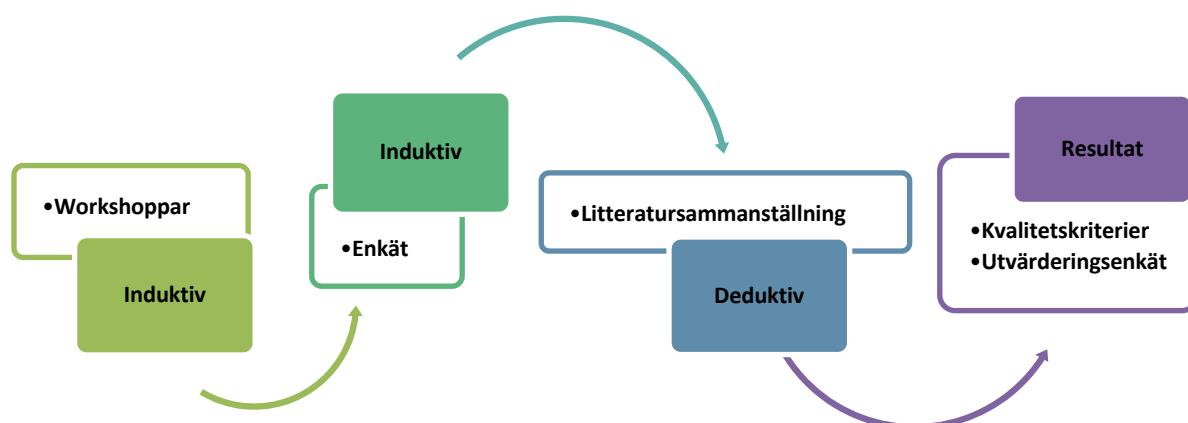 •Workshoppar
Induktiv
Induktiv
•Enkät
•Litteratursammanställning
Deduktiv
Resultat
•Kvalitetskriterier
•Utvärderingsenkät